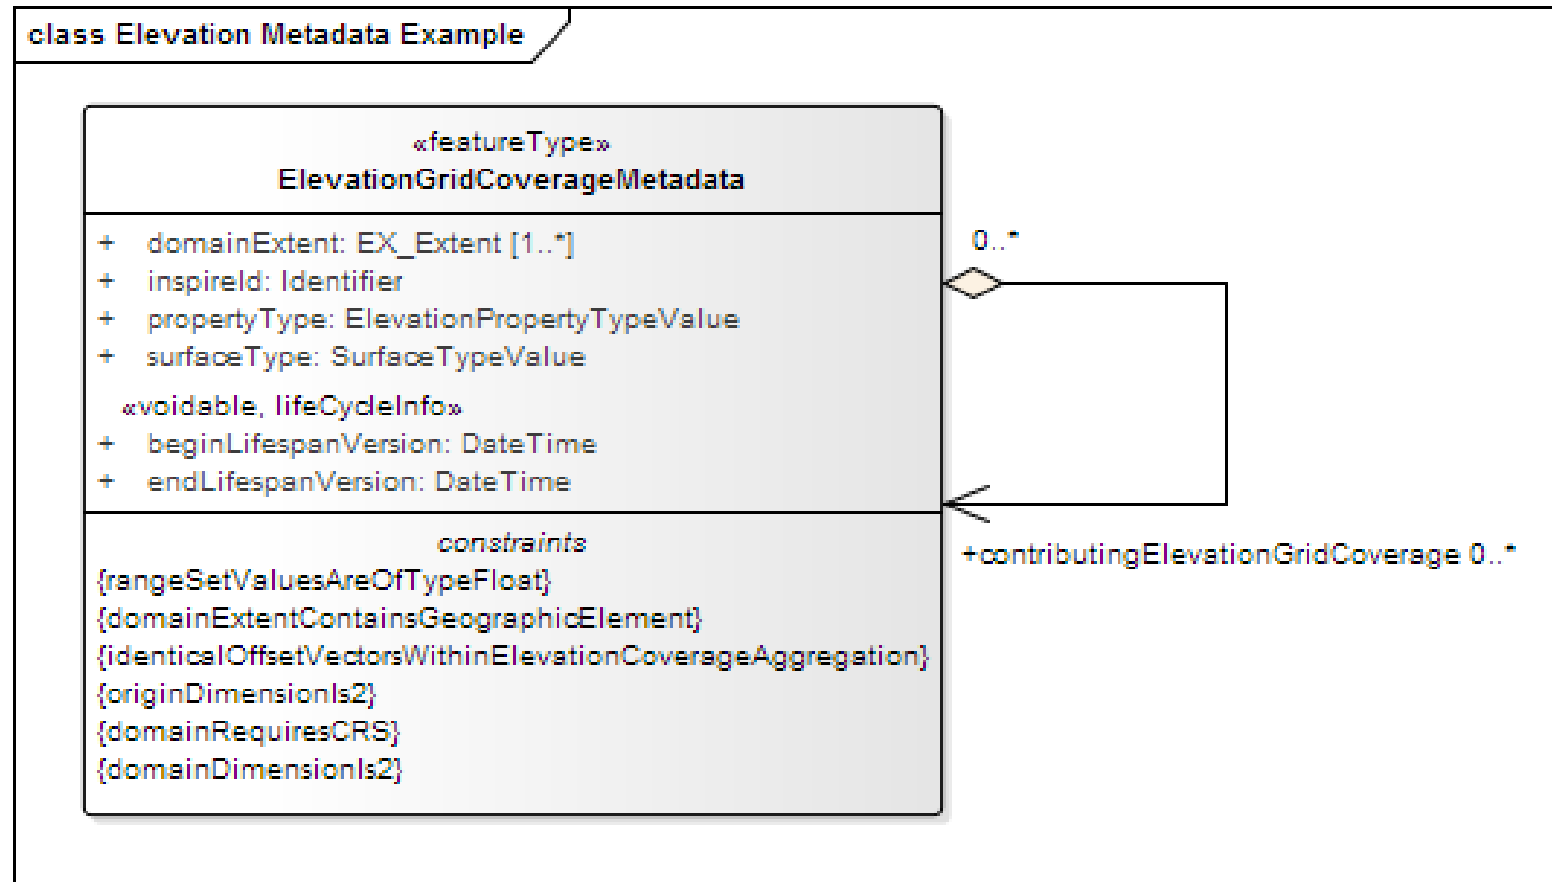 class Elevation Metadata Example
«featureType»
ElevationGridCoverageMetadata
+ domainExtent: EX_Extent [1..*]
+ inspireId: Identifier
+ propertyType: ElevationPropertyTypeValue
+ surfaceType: SurfaceTypeValue
«voidable, lifeCycleInfo»
+ beginLifespanVersion: DateTime
+ endLifespanVersion: DateTime
constraints
{rangeSetValuesAreOfTypeFloat}
{domainExtentContainsGeographicElement}
{identicalOffsetVectorsWithinElevationCoverageAggregation}
{originDimensionIs2}
{domainRequiresCRS}
{domainDimensionIs2}
0..*
+contributingElevationGridCoverage 0..*